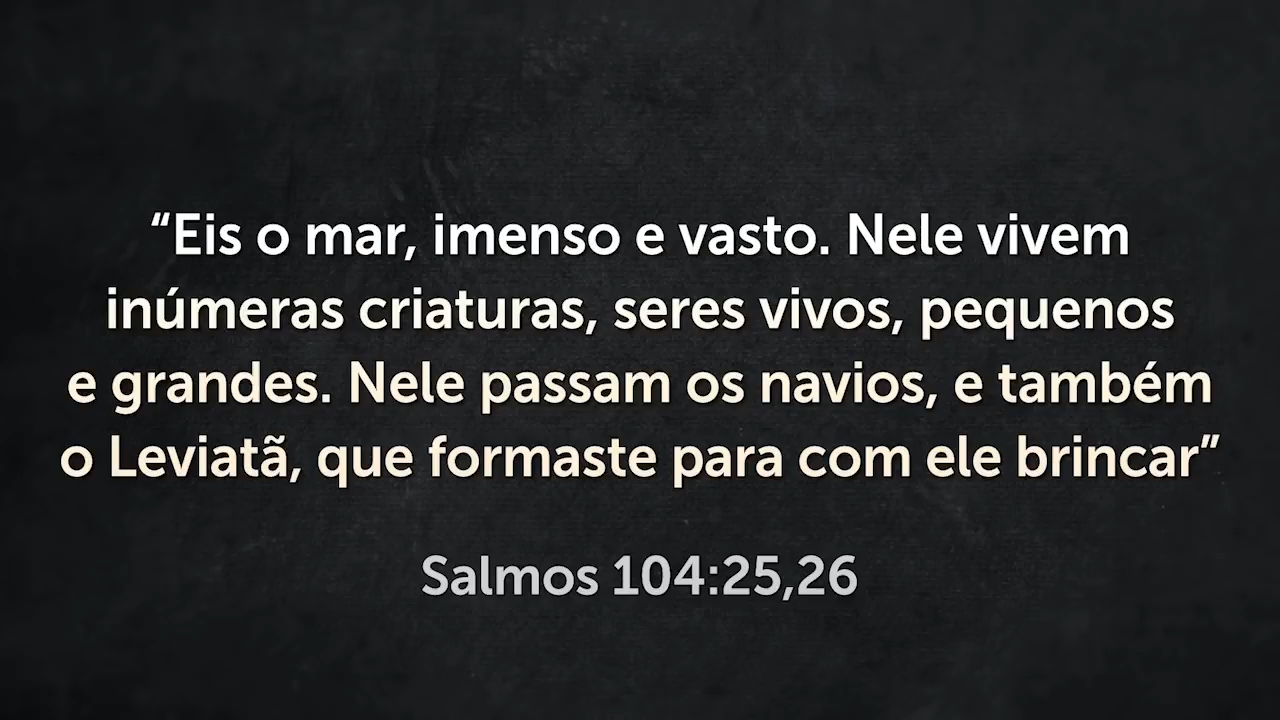 “Eis o mar, imenso e vasto. Nele vivem
inúmeras criaturas, seres vivos, pequenos
e grandes. Nele passam os navios, e também
o Leviatã, que formaste para com ele brincar”
Salmos 104:25,26